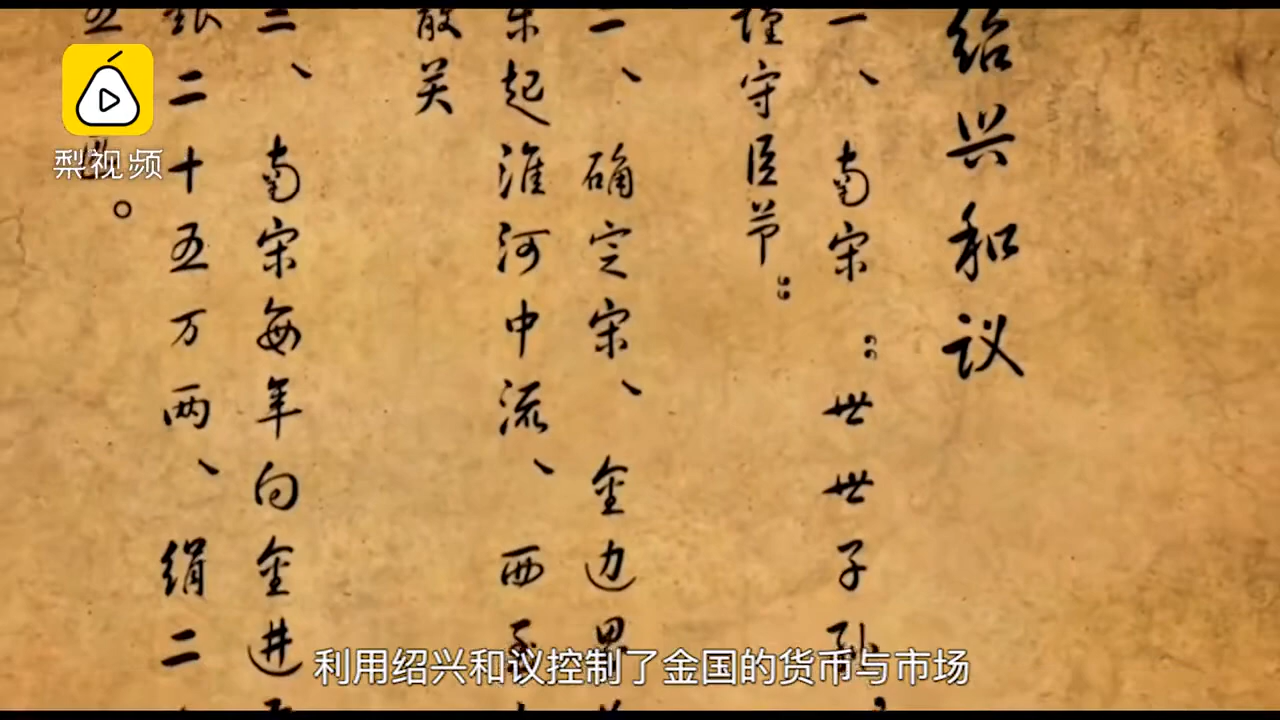 绍兴和议
一、南宋：世世子孙，
谨守臣节：
二、确定宋、金边界
东起淮河中流、西至
散关
三、南宋每年向金进
银二十五万两、绢二
五
。
梨视频
利用绍兴和议控制了金国的货币与市场